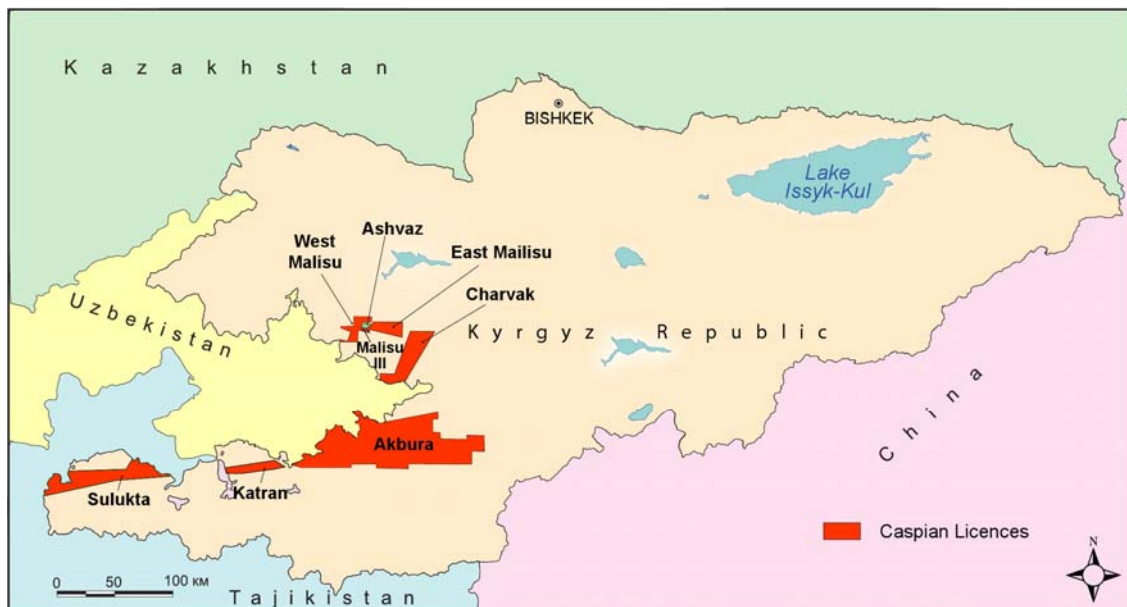 Kazakhstan
BISHKEK
Lake
Issyk-Kul
Ashvaz
West
Malisu
East Mailisu
Charvak
Uzbekistan
Kyrgyz Republic
Malisu
III
China
Akbura
Sulukta
Katran
Caspian Licences
N
0 50 100 КМ
Tajikistan